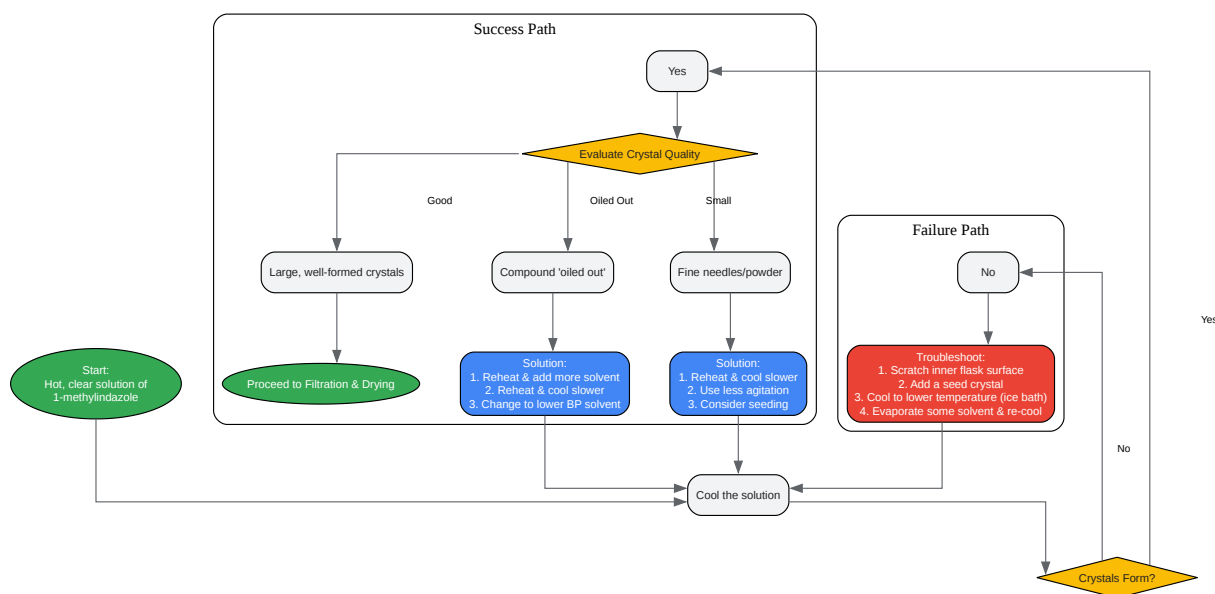 Success Path
Yes
Evaluate Crystal Quality
Good
Oiled Out
Small
Large, well-formed crystals
Compound 'oiled out'
Fine needles/powder
Failure Path
No
Start:
Hot, clear solution of
1-methylindazole
Proceed to Filtration & Drying
Solution:
1. Reheat & add more solvent
2. Reheat & cool slower
3. Change to lower BP solvent
Solution:
1. Reheat & cool slower
2. Use less agitation
3. Consider seeding
Troubleshoot:
1. Scratch inner flask surface
2. Add a seed crystal
3. Cool to lower temperature (ice bath)
4. Evaporate some solvent & re-cool
Yes
No
Cool the solution
Crystals Form?